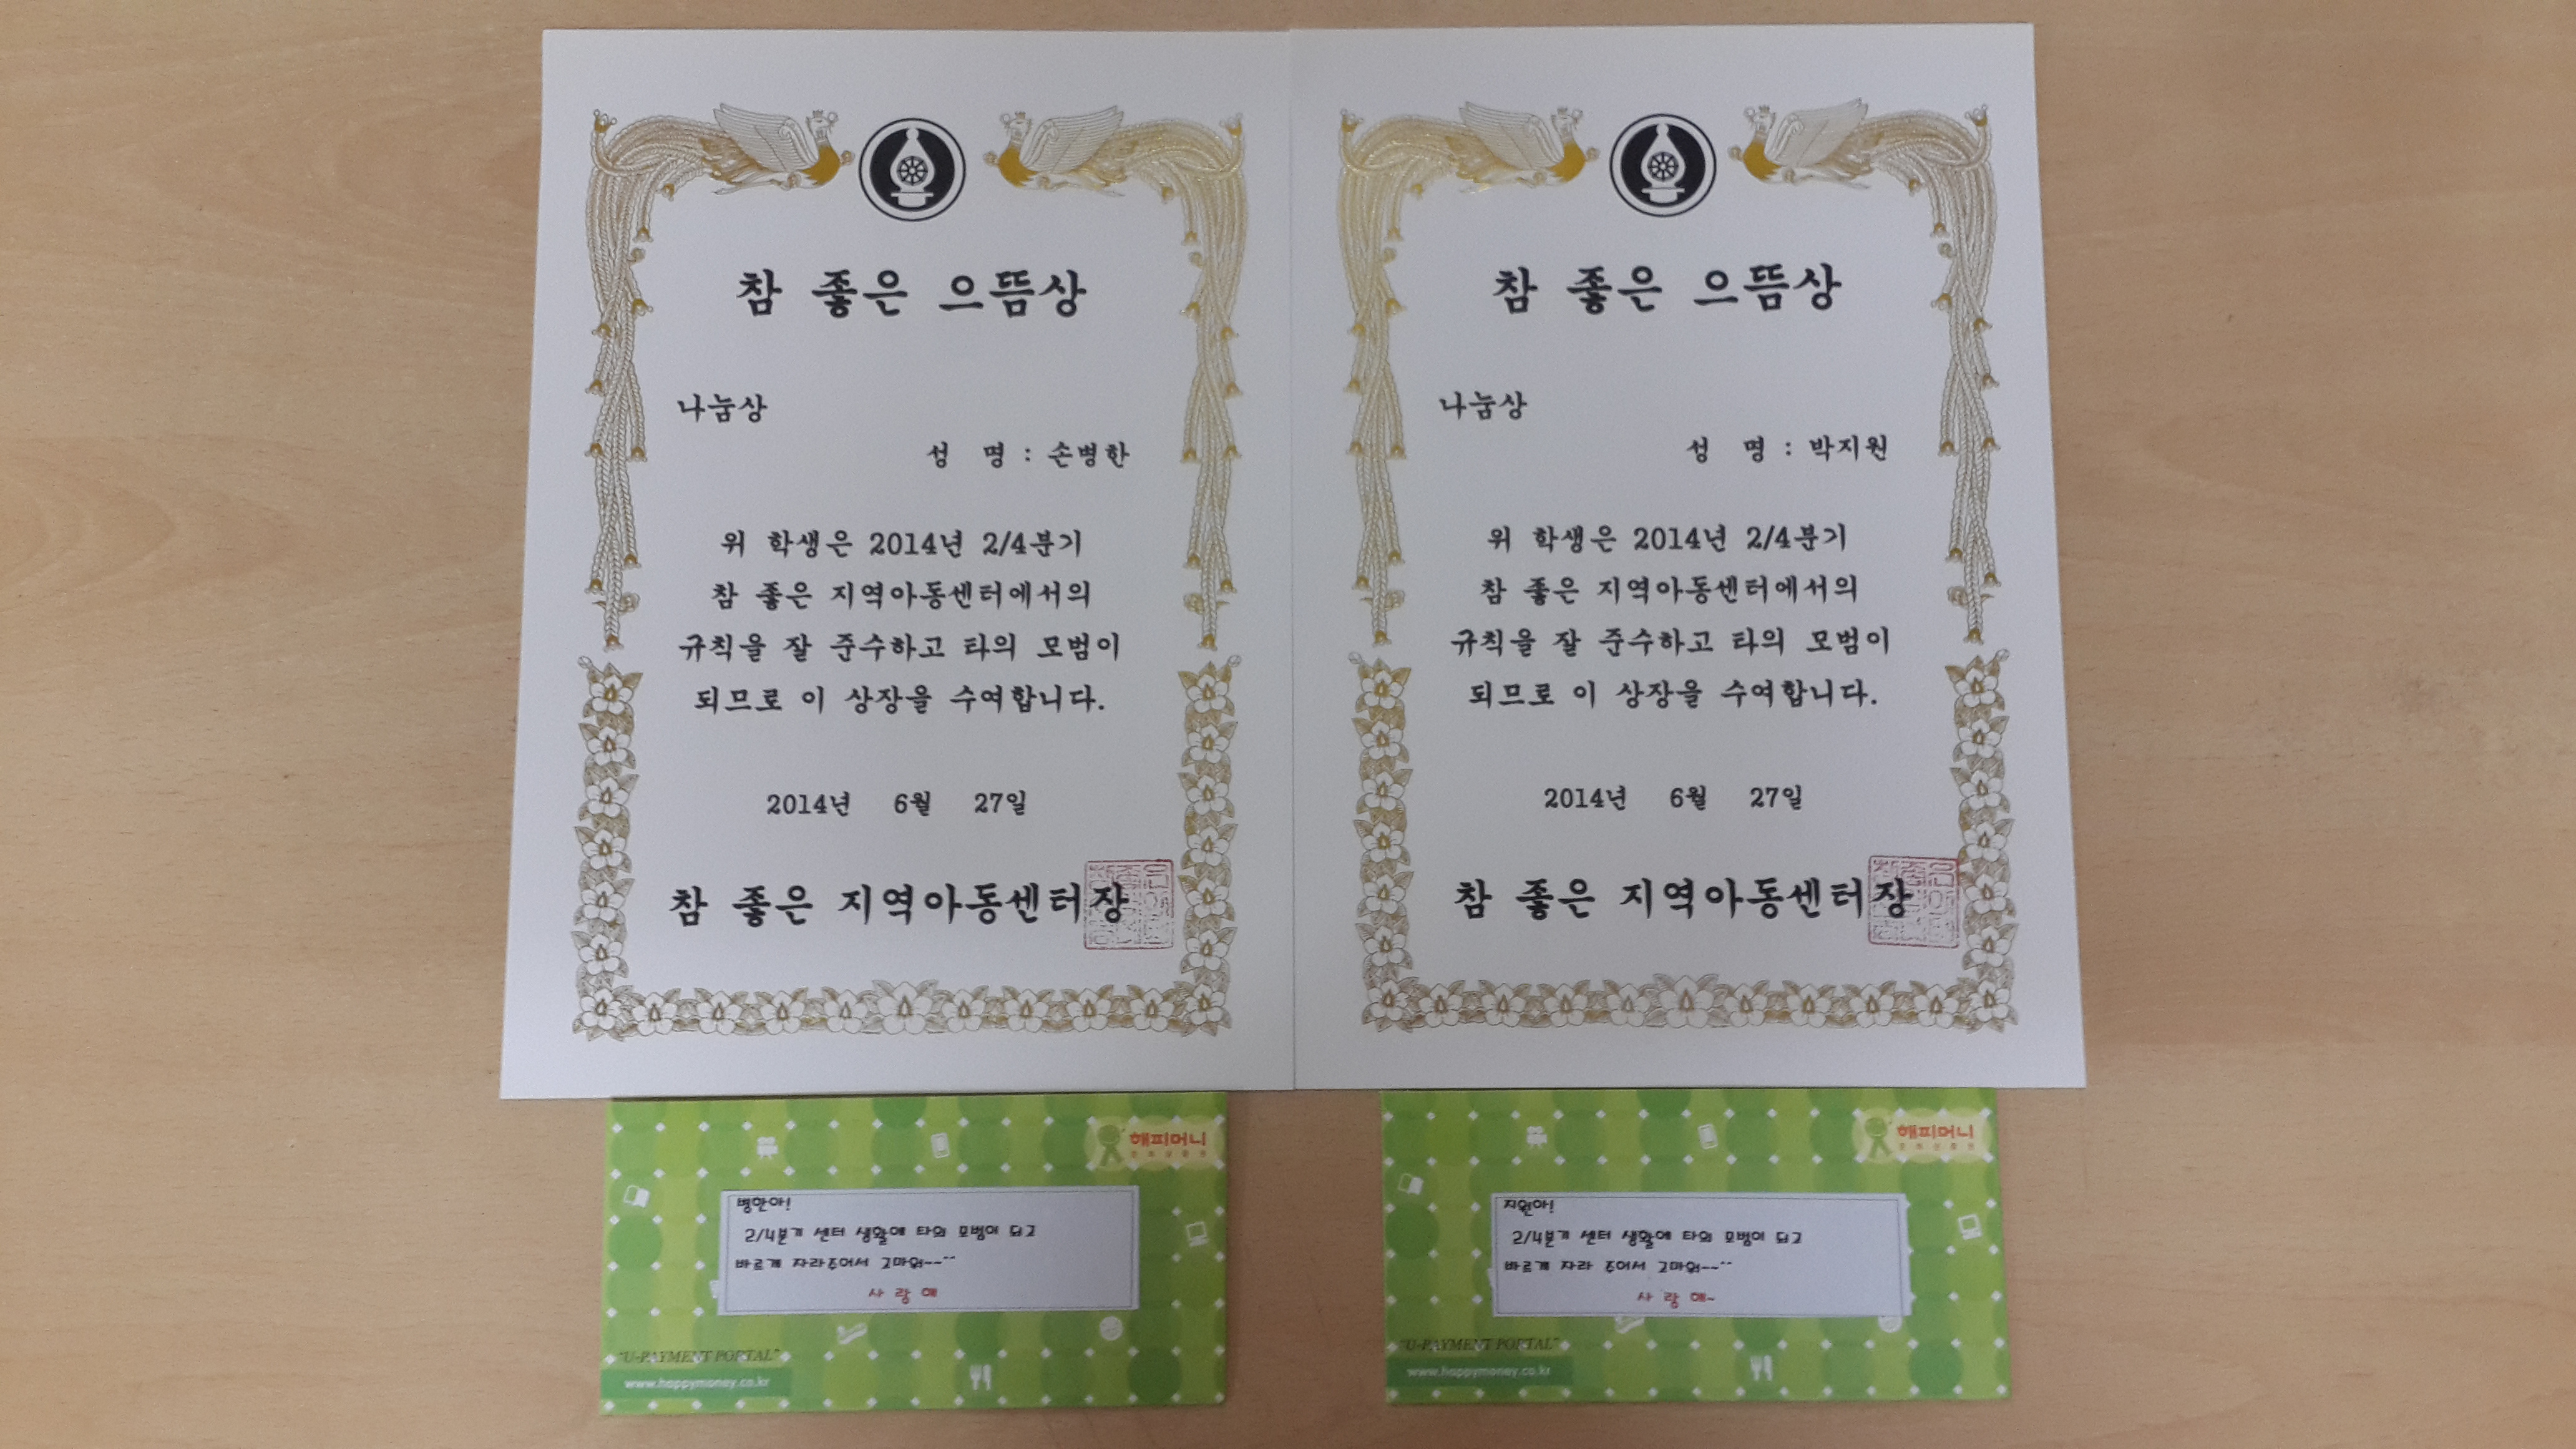 참 좋은 으뜸상
나눔상
성 명 : 손병한
위 학생은 2014년 2/4분기
참 좋은 지역아동센터에서의
규칙을 잘 준수하고 타의 모범이
되므로 이 상장을 수여합니다.
2014년 6월 27일
참 좋은 지역아동센터장
참 좋은 으뜸상
나눔상
성 명 : 박지원
위 학생은 2014년 2/4분기
참 좋은 지역아동센터에서의
규칙을 잘 준수하고 타의 모범이
되므로 이 상장을 수여합니다.
2014년 6월 27일
참 좋은 지역아동센터장
해피머니
문화상품권
병한아!
2/4분기 센터 생활에 타의 모범이 되고
바르게 자라주어서 고마워~~^^
사 랑 해
"U-PAYMENT PORTAL"
www.happymoney.co.kr
해피머니
문화상품권
지원아!
2/4분기 센터 생활에 타의 모범이 되고
바르게 자라 주어서 고마워~~^^
사 랑 해~
"U-PAYMENT PORTAL"
www.happymoney.co.kr